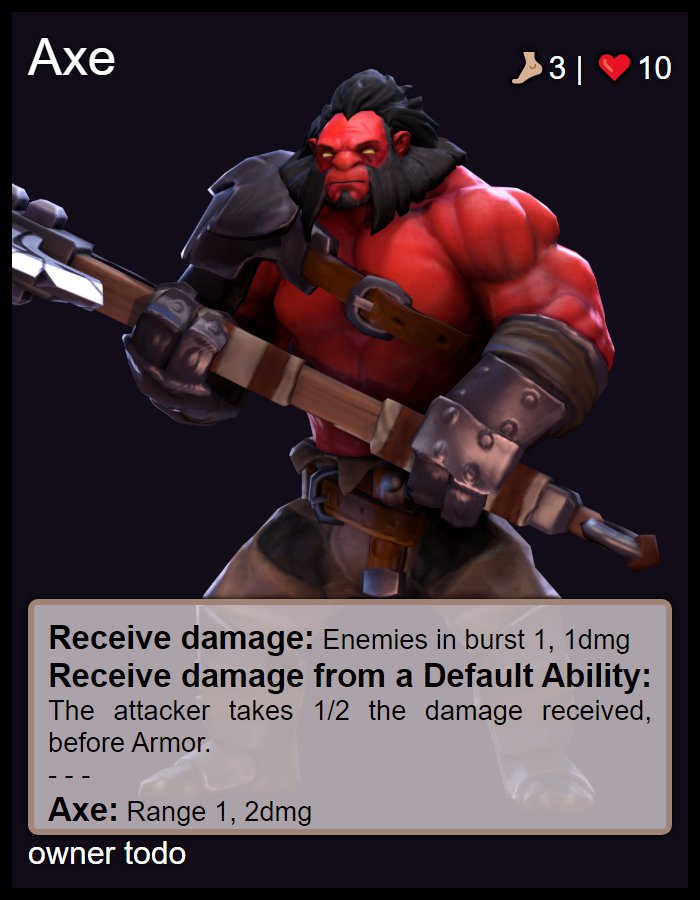 Axe
3 | 10
Receive damage: Enemies in burst 1, 1dmg
Receive damage from a Default Ability:
The attacker takes 1/2 the damage received,
before Armor.
- - -
Axe: Range 1, 2dmg
owner todo